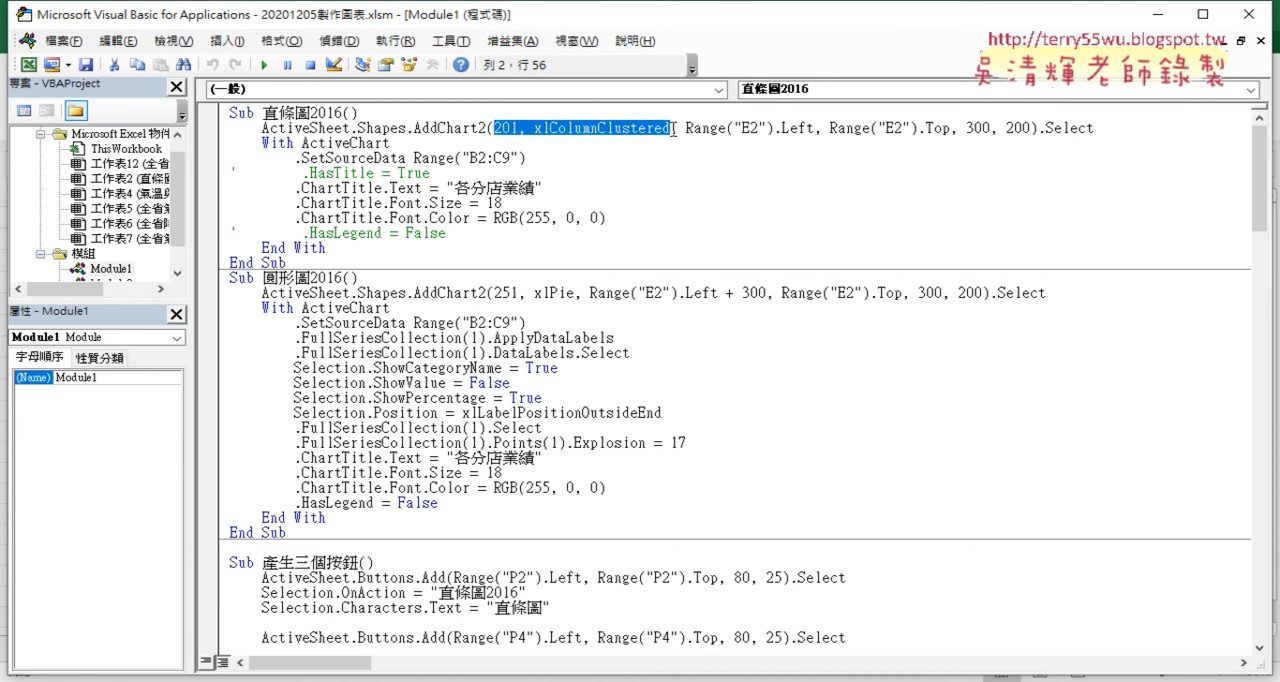 Microsoft Visual Basic for Applications - 20201205製作圖表.xlsm - [Module1 (程式碼)]
檔案(F) 編輯(E) 檢視(V) 插入(I) 格式(O) 偵錯(D) 執行(R) 工具(T) 增益集(A) 視窗(W) 說明(H)
http://terry55wu.blogspot.tw
吳清輝老師錄製
列 2，行 56
專案 - VBAProject
(一般)
直條圖2016
Microsoft Excel 物件
ThisWorkbook
工作表12 (全省
工作表2 (直條圖
工作表4 (氣溫與
工作表5 (全省
工作表6 (全省
工作表7 (全省
模組
Module1
屬性 - Module1
Module1 Module
字母順序 性質分類
(Name) Module1
Sub 直條圖2016()
ActiveSheet.Shapes.AddChart2(201, xlColumnClustered, Range("E2").Left, Range("E2").Top, 300, 200).Select
With ActiveChart
.SetSourceData Range("B2:C9")
' .HasTitle = True
.ChartTitle.Text = "各分店業績"
.ChartTitle.Font.Size = 18
.ChartTitle.Font.Color = RGB(255, 0, 0)
' .HasLegend = False
End With
End Sub
Sub 圓形圖2016()
ActiveSheet.Shapes.AddChart2(251, xlPie, Range("E2").Left + 300, Range("E2").Top, 300, 200).Select
With ActiveChart
.SetSourceData Range("B2:C9")
.FullSeriesCollection(1).ApplyDataLabels
.FullSeriesCollection(1).DataLabels.Select
Selection.ShowCategoryName = True
Selection.ShowValue = False
Selection.ShowPercentage = True
Selection.Position = xlLabelPositionOutsideEnd
.FullSeriesCollection(1).Select
.FullSeriesCollection(1).Points(1).Explosion = 17
.ChartTitle.Text = "各分店業績"
.ChartTitle.Font.Size = 18
.ChartTitle.Font.Color = RGB(255, 0, 0)
.HasLegend = False
End With
End Sub
Sub 產生三個按鈕()
ActiveSheet.Buttons.Add(Range("P2").Left, Range("P2").Top, 80, 25).Select
Selection.OnAction = "直條圖2016"
Selection.Characters.Text = "直條圖"
ActiveSheet.Buttons.Add(Range("P4").Left, Range("P4").Top, 80, 25).Select